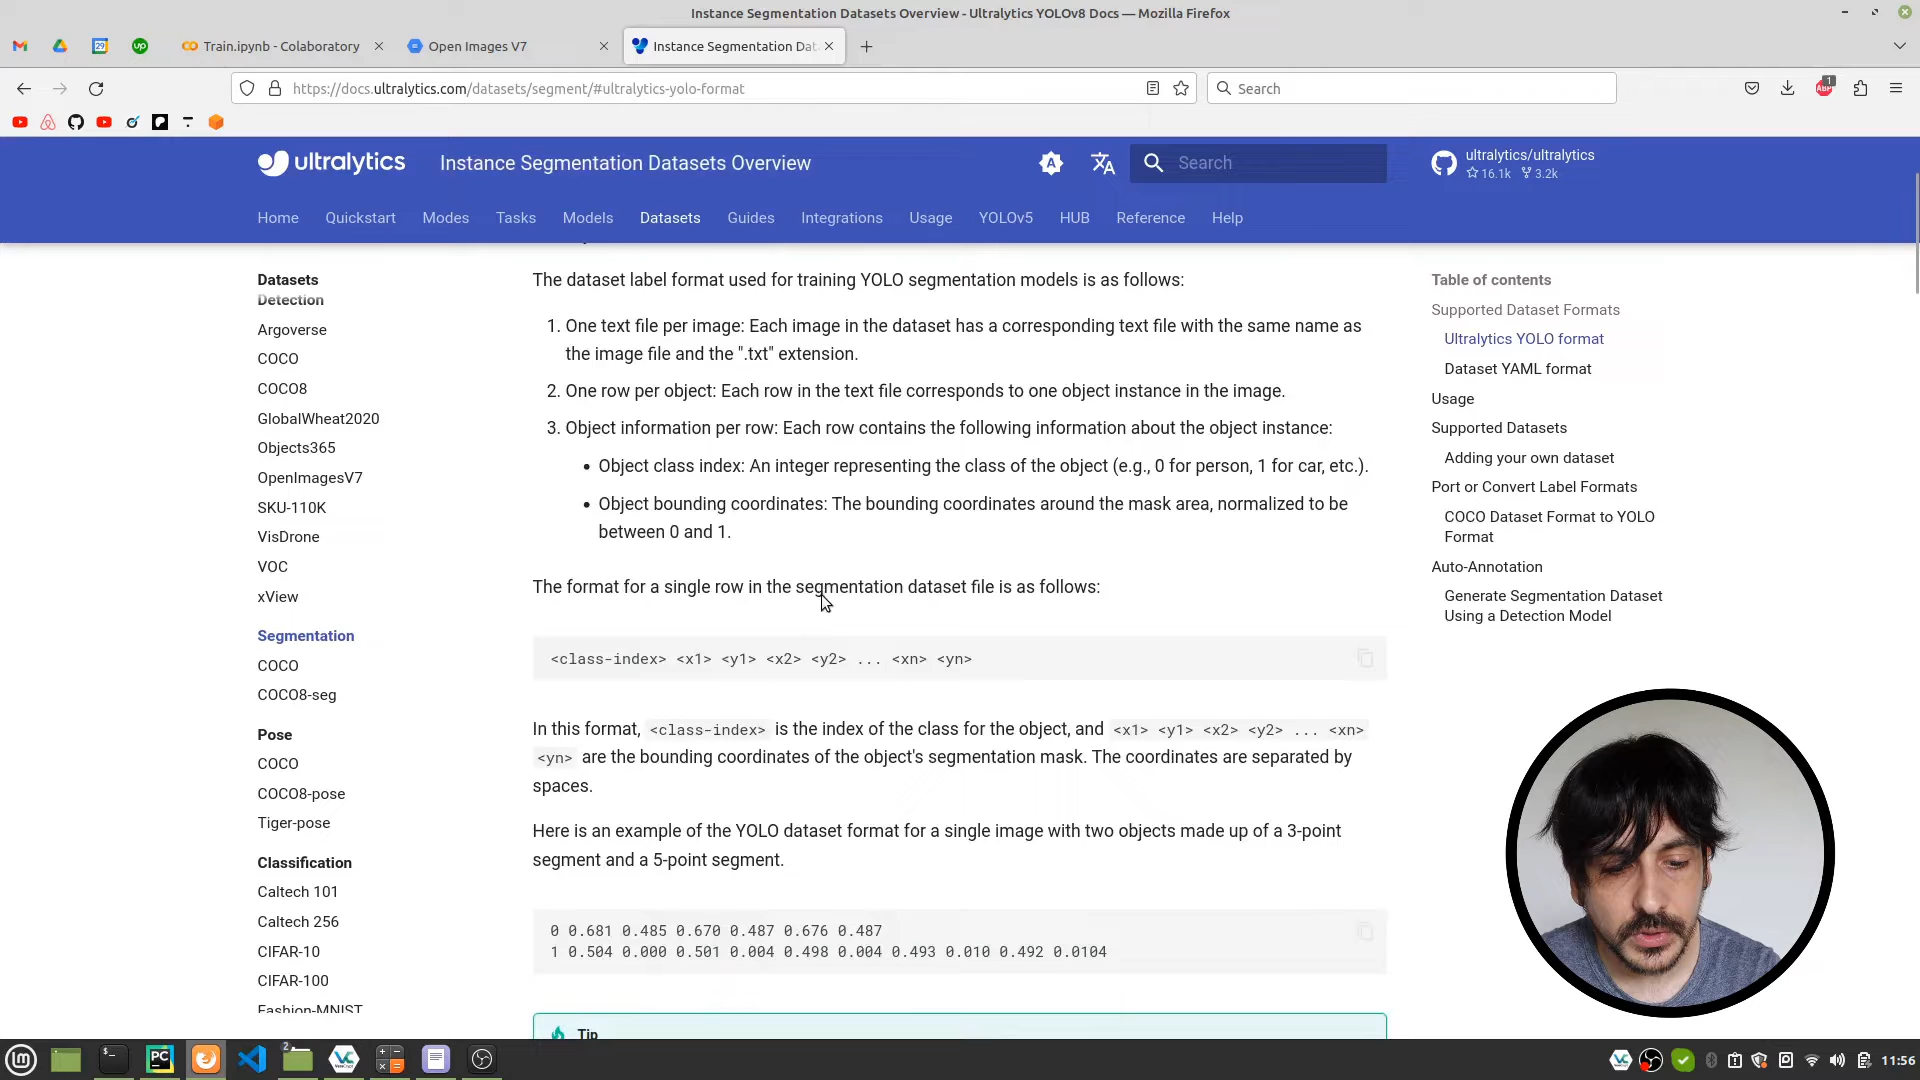 Instance Segmentation Datasets Overview - Ultralytics YOLOv8 Docs — Mozilla Firefox
Train.ipynb - Colaboratory
Open Images V7
Instance Segmentation Dat
https://docs.ultralytics.com/datasets/segment/#ultralytics-yolo-format
Search
1
ABP
ultralytics
Instance Segmentation Datasets Overview
Search
ultralytics/ultralytics
16.1k 3.2k
Home Quickstart Modes Tasks Models Datasets Guides Integrations Usage YOLOv5 HUB Reference Help
Datasets
Detection
Argoverse
COCO
COCO8
GlobalWheat2020
Objects365
OpenImagesV7
SKU-110K
VisDrone
VOC
xView
Segmentation
COCO
COCO8-seg
Pose
COCO
COCO8-pose
Tiger-pose
Classification
Caltech 101
Caltech 256
CIFAR-10
CIFAR-100
Fashion-MNIST
The dataset label format used for training YOLO segmentation models is as follows:
1. One text file per image: Each image in the dataset has a corresponding text file with the same name as
the image file and the ".txt" extension.
2. One row per object: Each row in the text file corresponds to one object instance in the image.
3. Object information per row: Each row contains the following information about the object instance:
• Object class index: An integer representing the class of the object (e.g., 0 for person, 1 for car, etc.).
• Object bounding coordinates: The bounding coordinates around the mask area, normalized to be
between 0 and 1.
The format for a single row in the segmentation dataset file is as follows:
<class-index> <x1> <y1> <x2> <y2> ... <xn> <yn>
In this format, <class-index> is the index of the class for the object, and <x1> <y1> <x2> <y2> ... <xn>
<yn> are the bounding coordinates of the object's segmentation mask. The coordinates are separated by
spaces.
Here is an example of the YOLO dataset format for a single image with two objects made up of a 3-point
segment and a 5-point segment.
0 0.681 0.485 0.670 0.487 0.676 0.487
1 0.504 0.000 0.501 0.004 0.498 0.004 0.493 0.010 0.492 0.0104
Tip
Table of contents
Supported Dataset Formats
Ultralytics YOLO format
Dataset YAML format
Usage
Supported Datasets
Adding your own dataset
Port or Convert Label Formats
COCO Dataset Format to YOLO
Format
Auto-Annotation
Generate Segmentation Dataset
Using a Detection Model
11:56